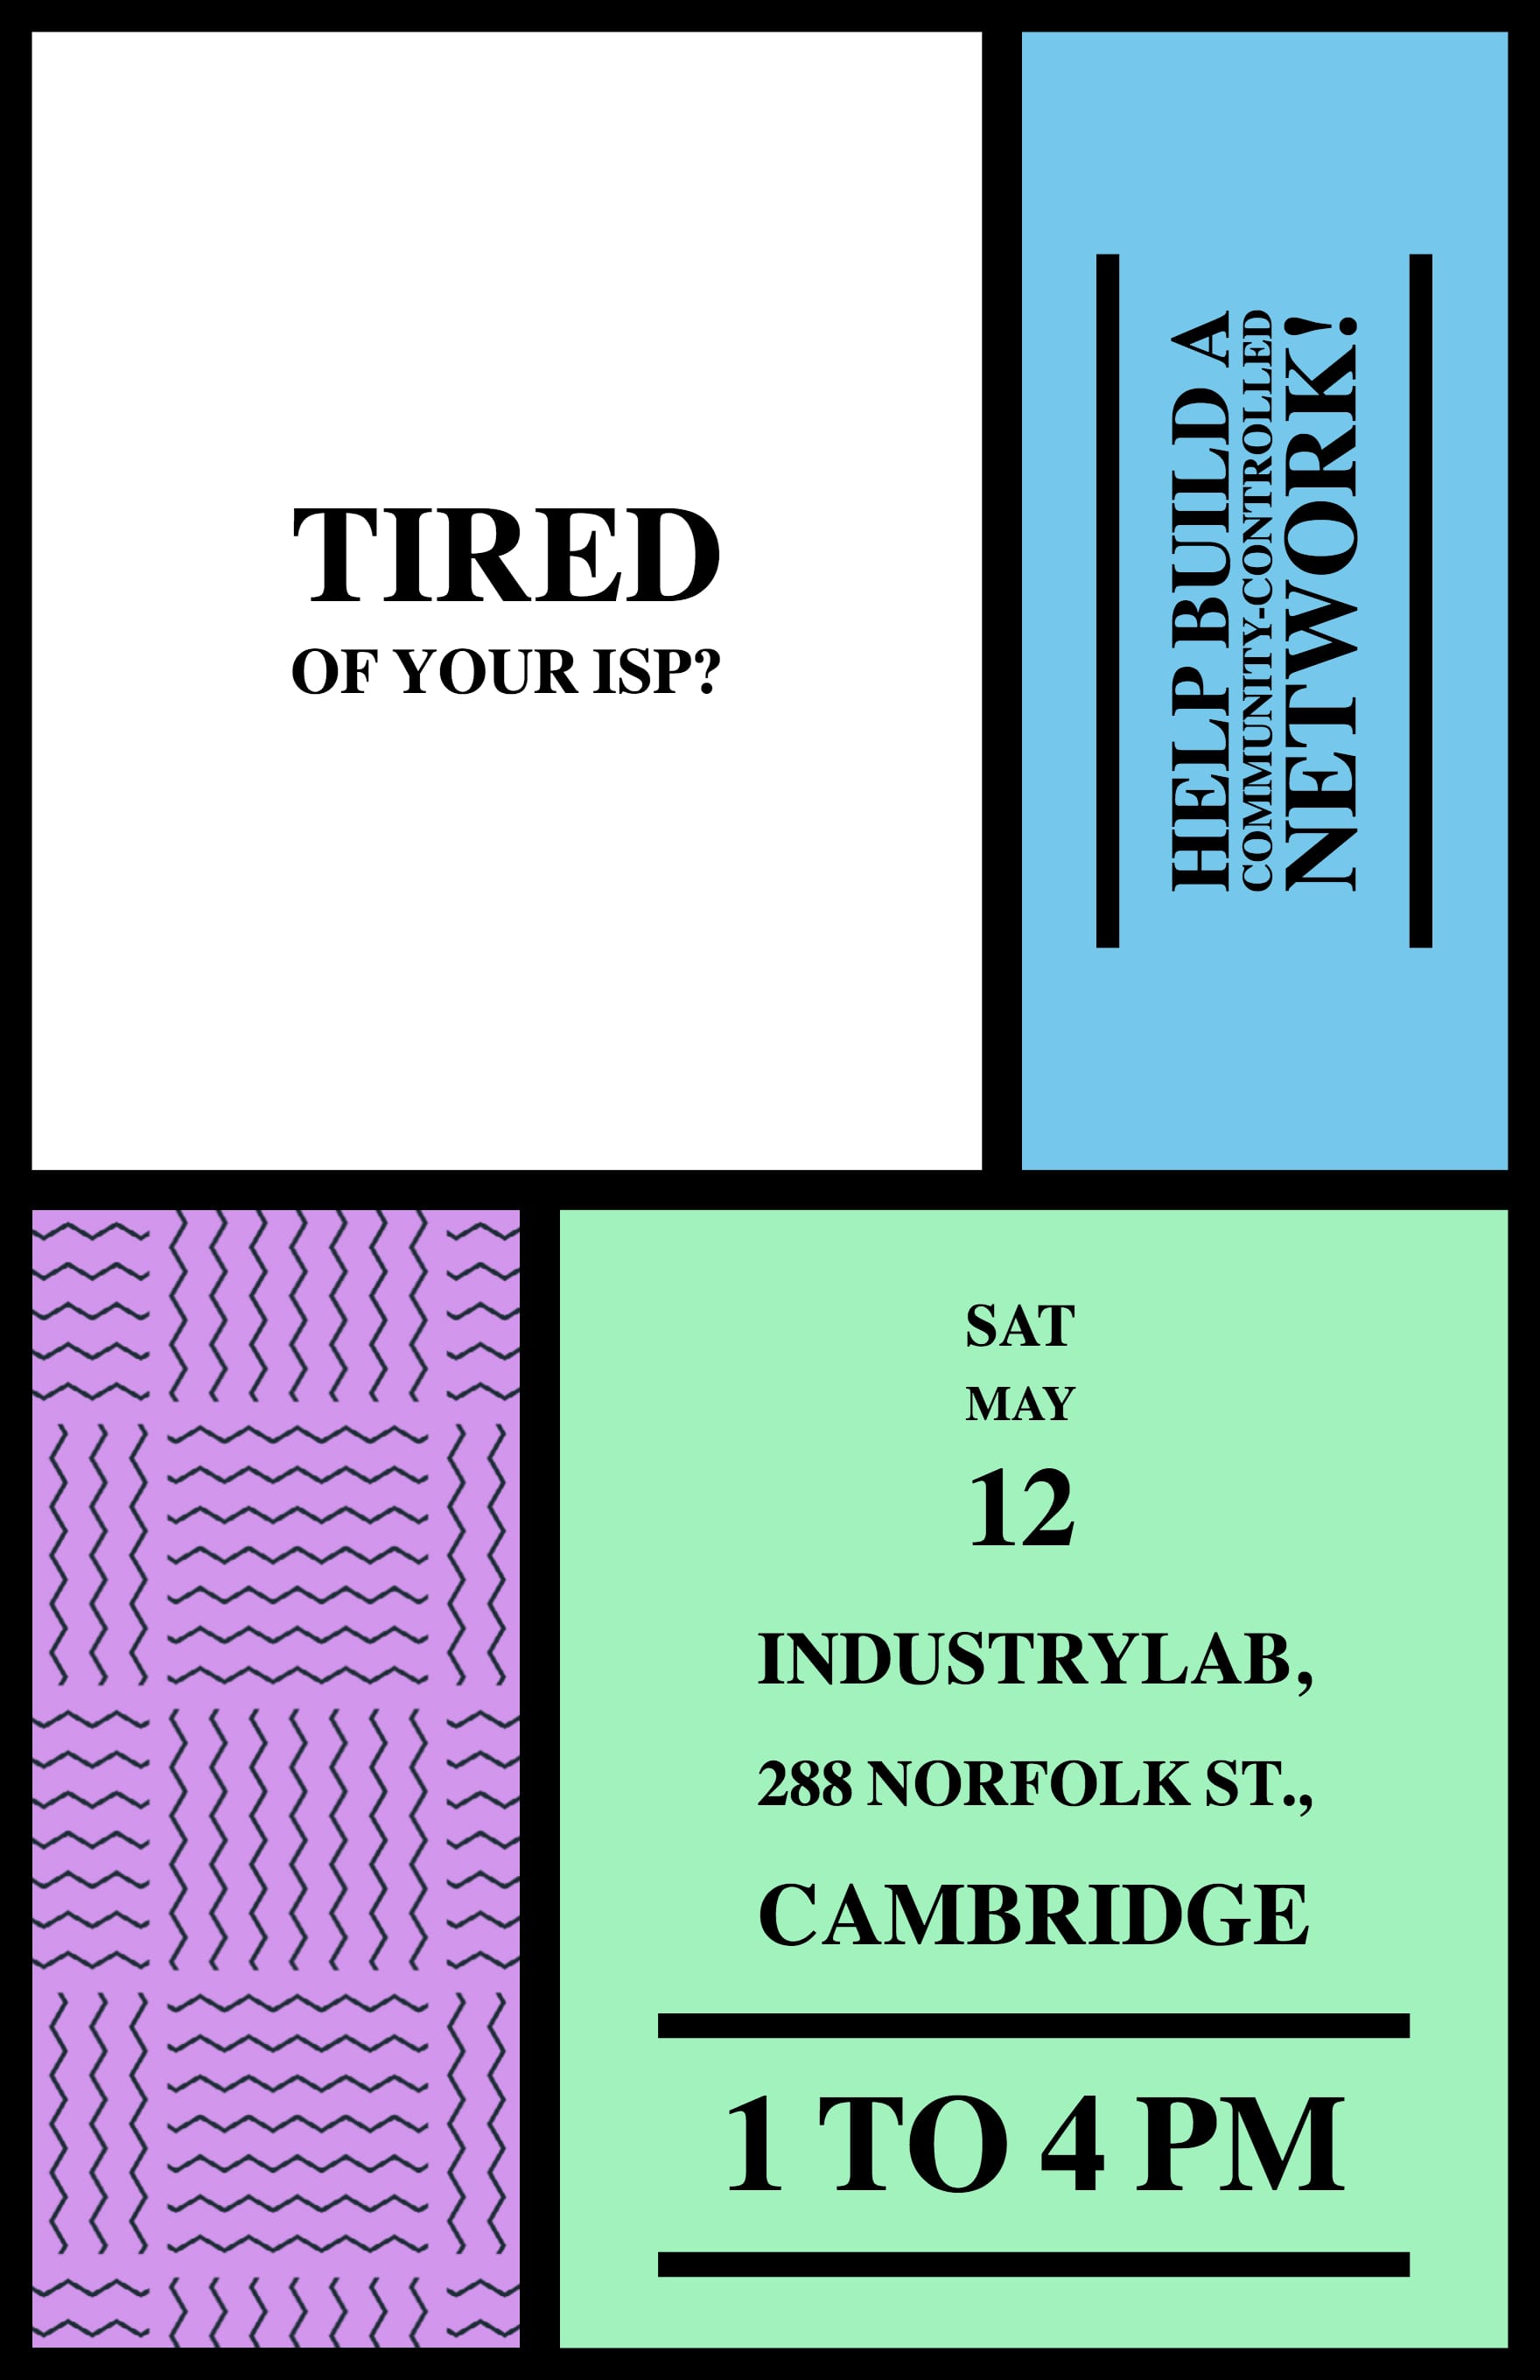 TIRED
OF YOUR ISP?
HELP BUILD A
COMMUNITY-CONTROLLED
NETWORK!
SAT
MAY
12
INDUSTRYLAB,
288 NORFOLK ST.,
CAMBRIDGE
1 TO 4 PM